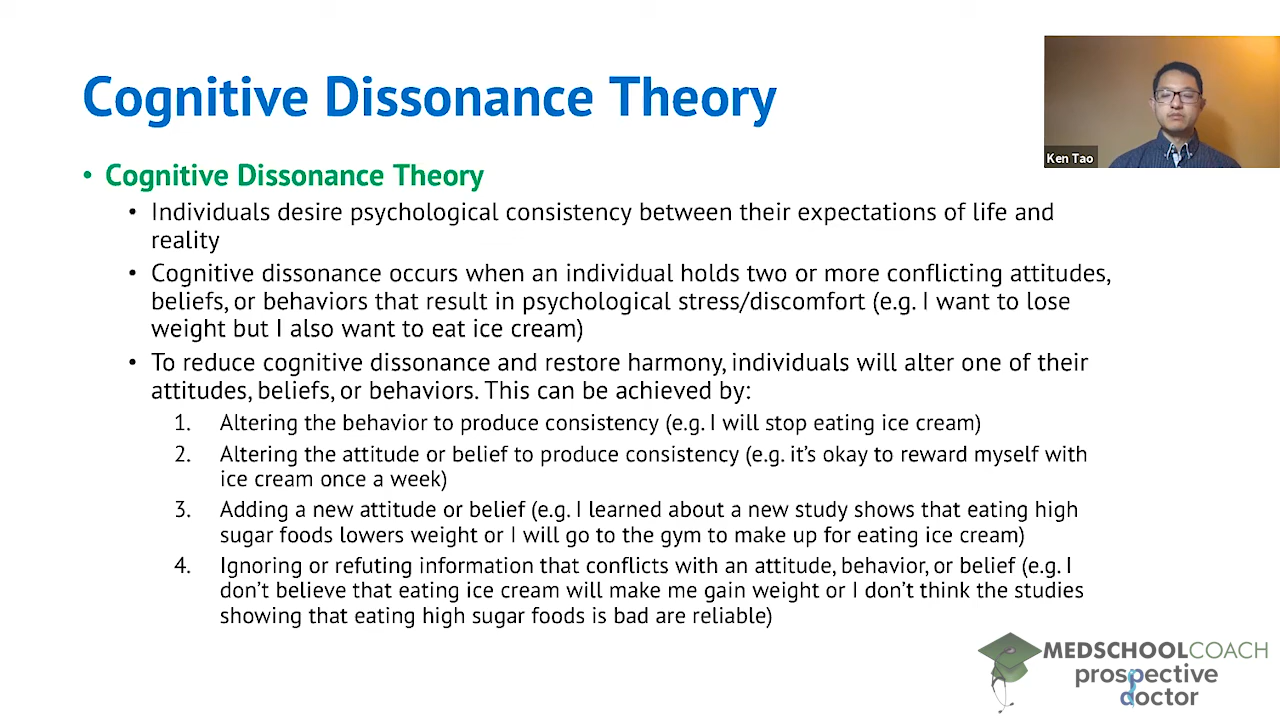 Cognitive Dissonance Theory
Ken Tao
• Cognitive Dissonance Theory
• Individuals desire psychological consistency between their expectations of life and
reality
• Cognitive dissonance occurs when an individual holds two or more conflicting attitudes,
beliefs, or behaviors that result in psychological stress/discomfort (e.g. I want to lose
weight but I also want to eat ice cream)
• To reduce cognitive dissonance and restore harmony, individuals will alter one of their
attitudes, beliefs, or behaviors. This can be achieved by:
1. Altering the behavior to produce consistency (e.g. I will stop eating ice cream)
2. Altering the attitude or belief to produce consistency (e.g. it’s okay to reward myself with
ice cream once a week)
3. Adding a new attitude or belief (e.g. I learned about a new study shows that eating high
sugar foods lowers weight or I will go to the gym to make up for eating ice cream)
4. Ignoring or refuting information that conflicts with an attitude, behavior, or belief (e.g. I
don’t believe that eating ice cream will make me gain weight or I don’t think the studies
showing that eating high sugar foods is bad are reliable)
MEDSCHOOLCOACH
prospective
doctor